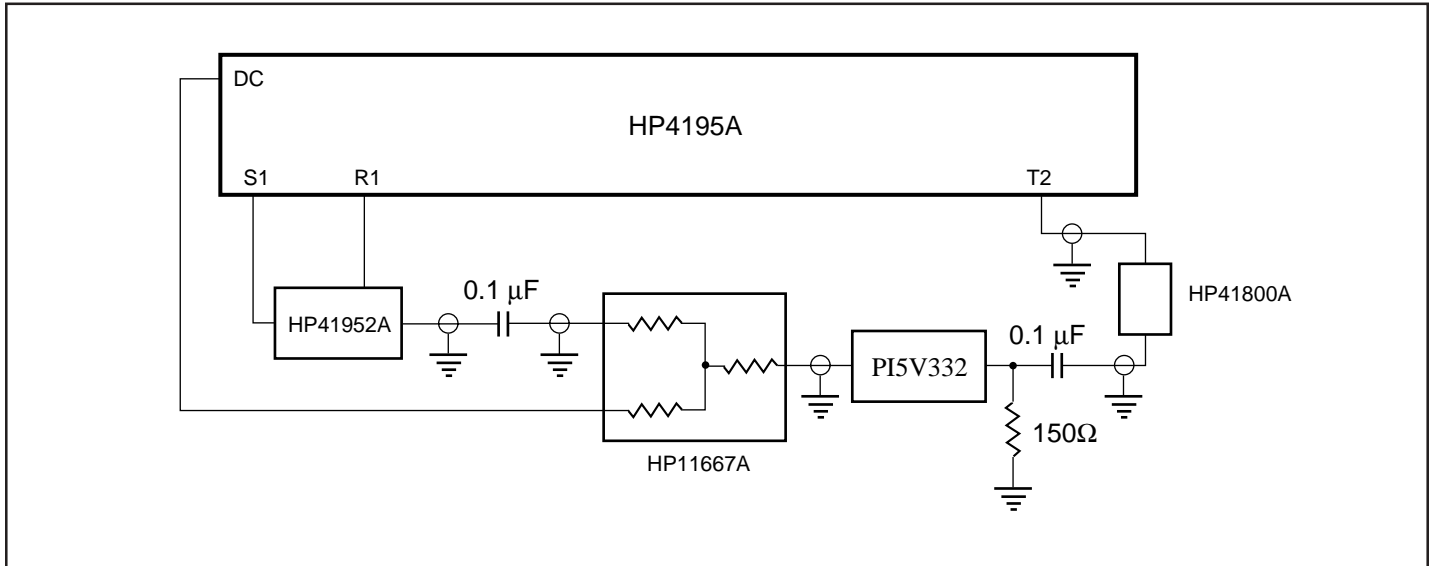 DC
HP4195A
S1
R1
T2
0.1 μF
HP41952A
HP41800A
0.1 μF
PI5V332
150Ω
HP11667A